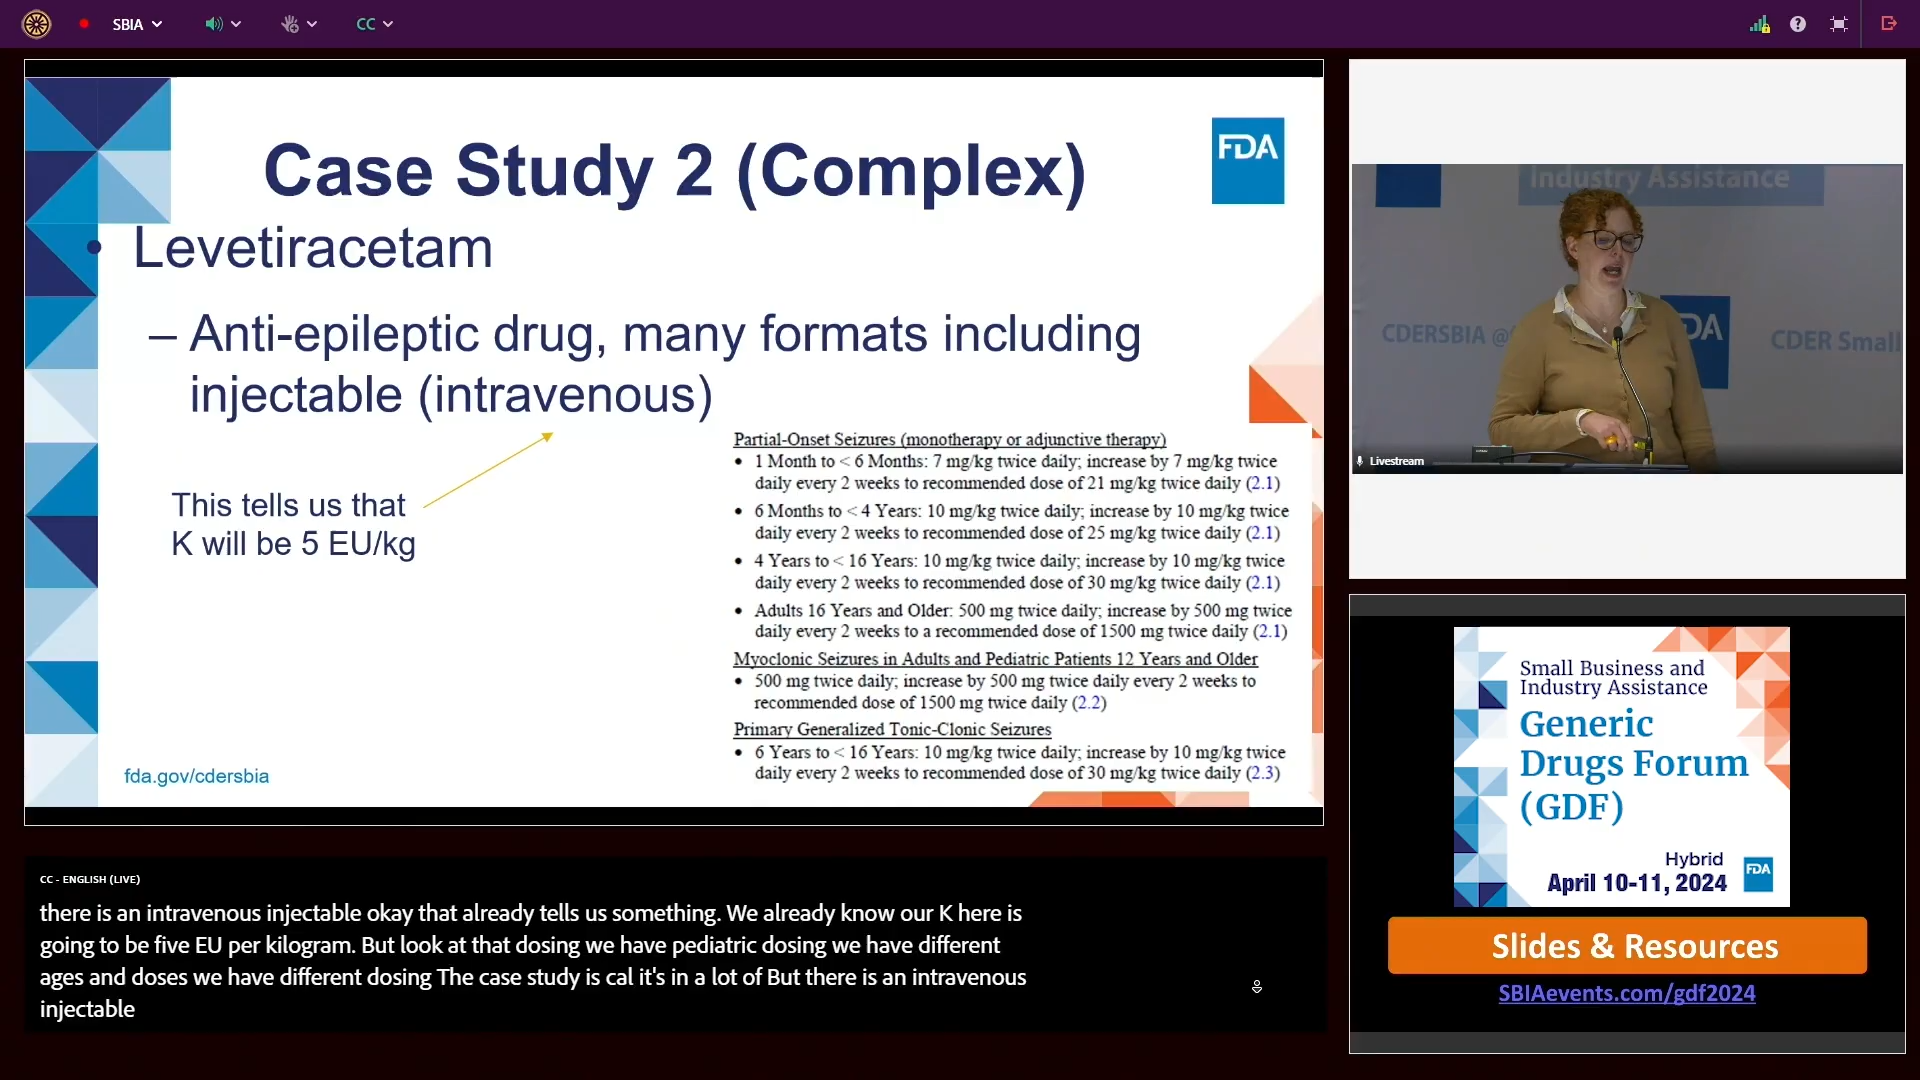 SBIA
CC
Case Study 2 (Complex)
FDA
• Levetiracetam
– Anti-epileptic drug, many formats including
injectable (intravenous)
This tells us that
K will be 5 EU/kg
Partial-Onset Seizures (monotherapy or adjunctive therapy)
• 1 Month to < 6 Months: 7 mg/kg twice daily; increase by 7 mg/kg twice
daily every 2 weeks to recommended dose of 21 mg/kg twice daily (2.1)
• 6 Months to < 4 Years: 10 mg/kg twice daily; increase by 10 mg/kg twice
daily every 2 weeks to recommended dose of 25 mg/kg twice daily (2.1)
• 4 Years to < 16 Years: 10 mg/kg twice daily; increase by 10 mg/kg twice
daily every 2 weeks to recommended dose of 30 mg/kg twice daily (2.1)
• Adults 16 Years and Older: 500 mg twice daily; increase by 500 mg twice
daily every 2 weeks to a recommended dose of 1500 mg twice daily (2.1)
Myoclonic Seizures in Adults and Pediatric Patients 12 Years and Older
• 500 mg twice daily; increase by 500 mg twice daily every 2 weeks to
recommended dose of 1500 mg twice daily (2.2)
Primary Generalized Tonic-Clonic Seizures
• 6 Years to < 16 Years: 10 mg/kg twice daily; increase by 10 mg/kg twice
daily every 2 weeks to recommended dose of 30 mg/kg twice daily (2.3)
fda.gov/cdersbia
CC - ENGLISH (LIVE)
there is an intravenous injectable okay that already tells us something. We already know our K here is
going to be five EU per kilogram. But look at that dosing we have pediatric dosing we have different
ages and doses we have different dosing The case study is cal it's in a lot of But there is an intravenous
injectable
Industry Assistance
CDERSBIA @
DA
CDER Small
Livestream
Small Business and
Industry Assistance
Generic
Drugs Forum
(GDF)
Hybrid
April 10-11, 2024
FDA
Slides & Resources
SBIAevents.com/gdf2024